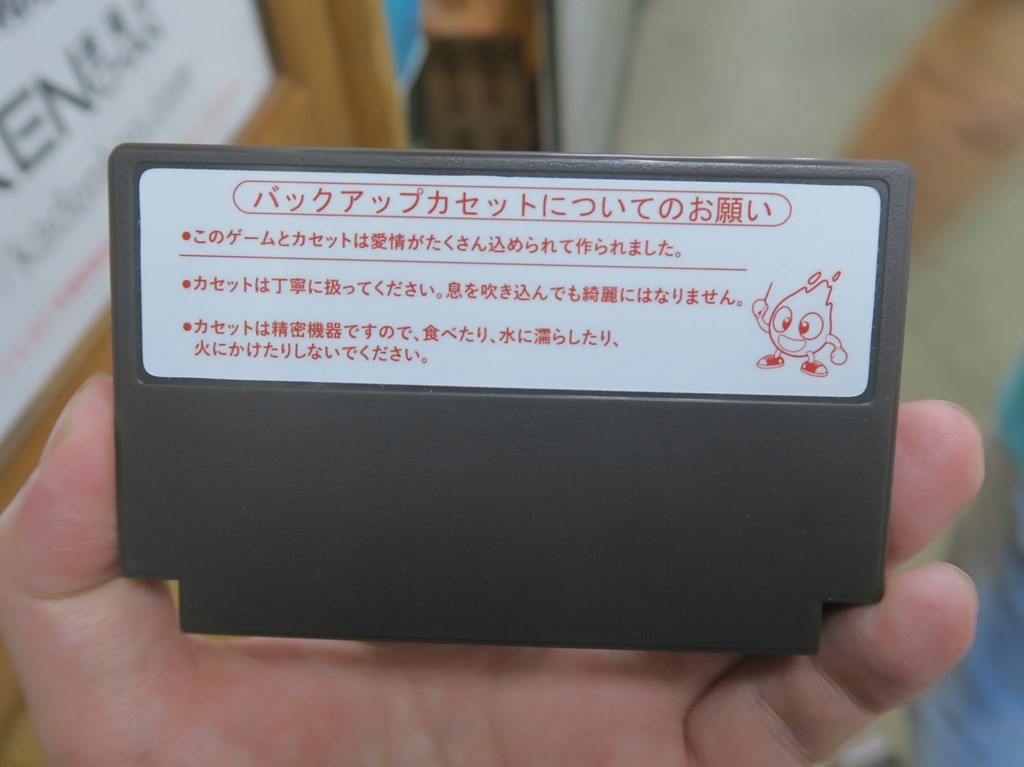 バックアップカセットについてのお願い
●このゲームとカセットは愛情がたくさん込められて作られました。
●カセットは丁寧に扱ってください。息を吹き込んでも綺麗にはなりません。
●カセットは精密機器ですので、食べたり、水に濡らしたり、
火にかけたりしないでください。